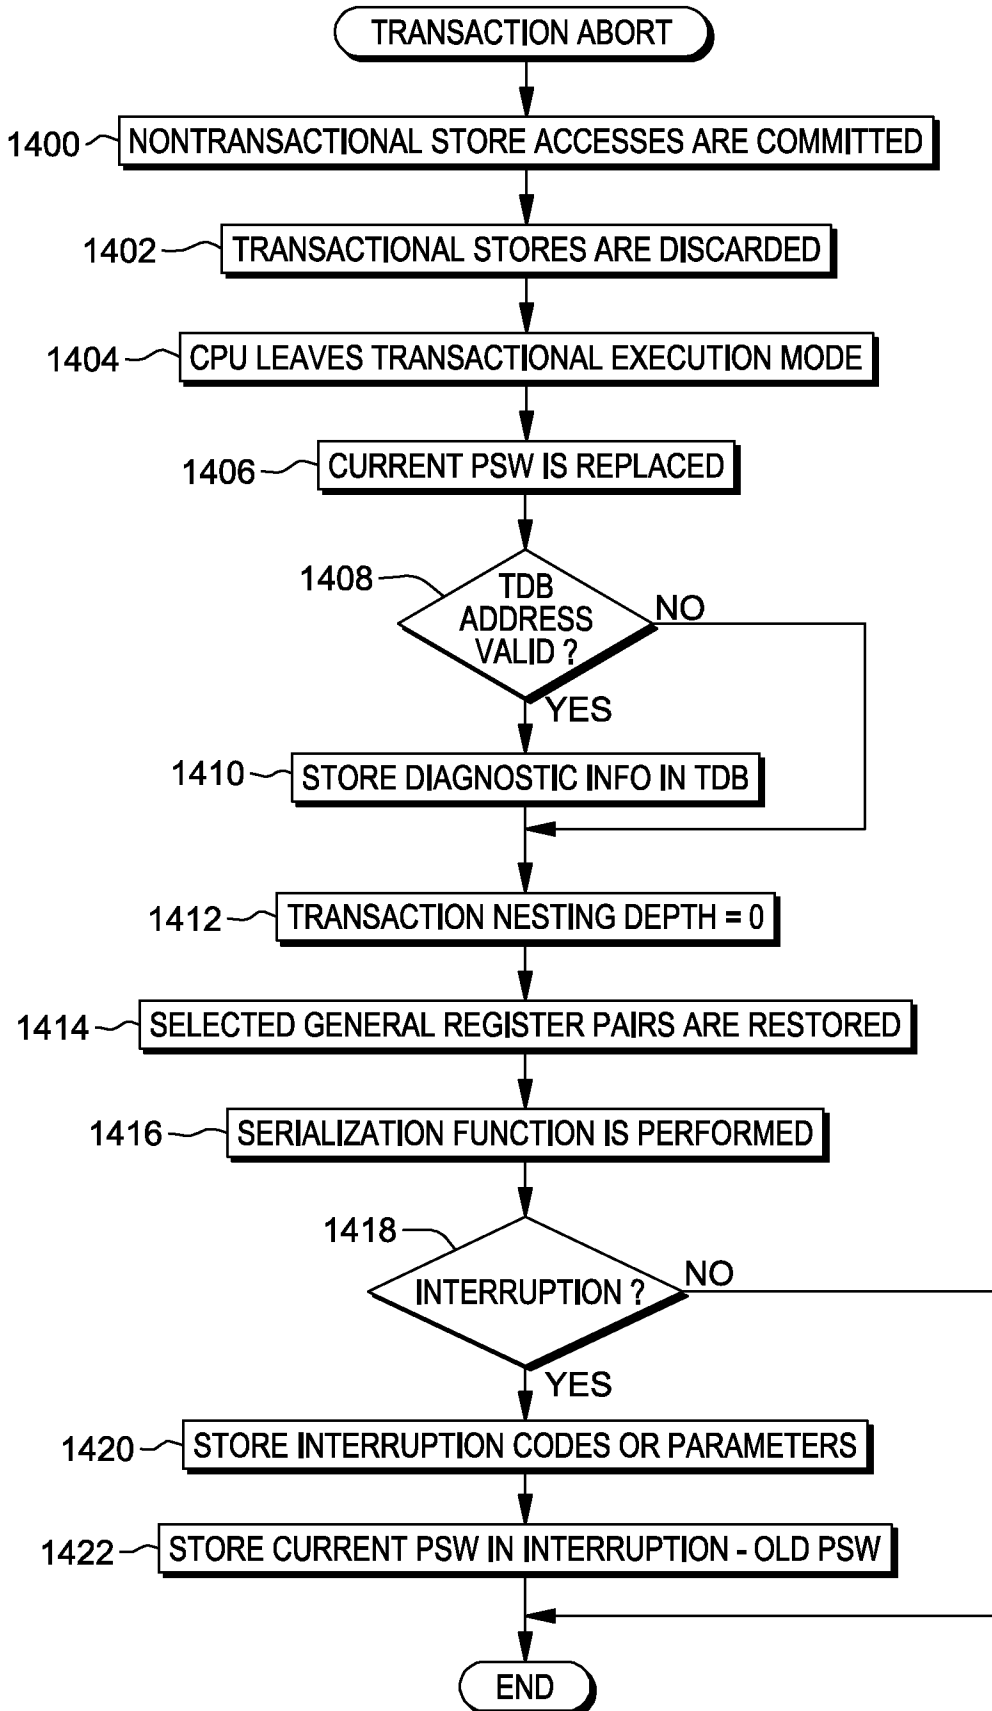 TRANSACTION ABORT
1400 NONTRANSACTIONAL STORE ACCESSES ARE COMMITTED
1402 TRANSACTIONAL STORES ARE DISCARDED
1404 CPU LEAVES TRANSACTIONAL EXECUTION MODE
1406 CURRENT PSW IS REPLACED
1408
TDB
ADDRESS
VALID ?
NO
YES
1410 STORE DIAGNOSTIC INFO IN TDB
1412 TRANSACTION NESTING DEPTH = 0
1414 SELECTED GENERAL REGISTER PAIRS ARE RESTORED
1416 SERIALIZATION FUNCTION IS PERFORMED
1418
INTERRUPTION ?
NO
YES
1420 STORE INTERRUPTION CODES OR PARAMETERS
1422 STORE CURRENT PSW IN INTERRUPTION - OLD PSW
END